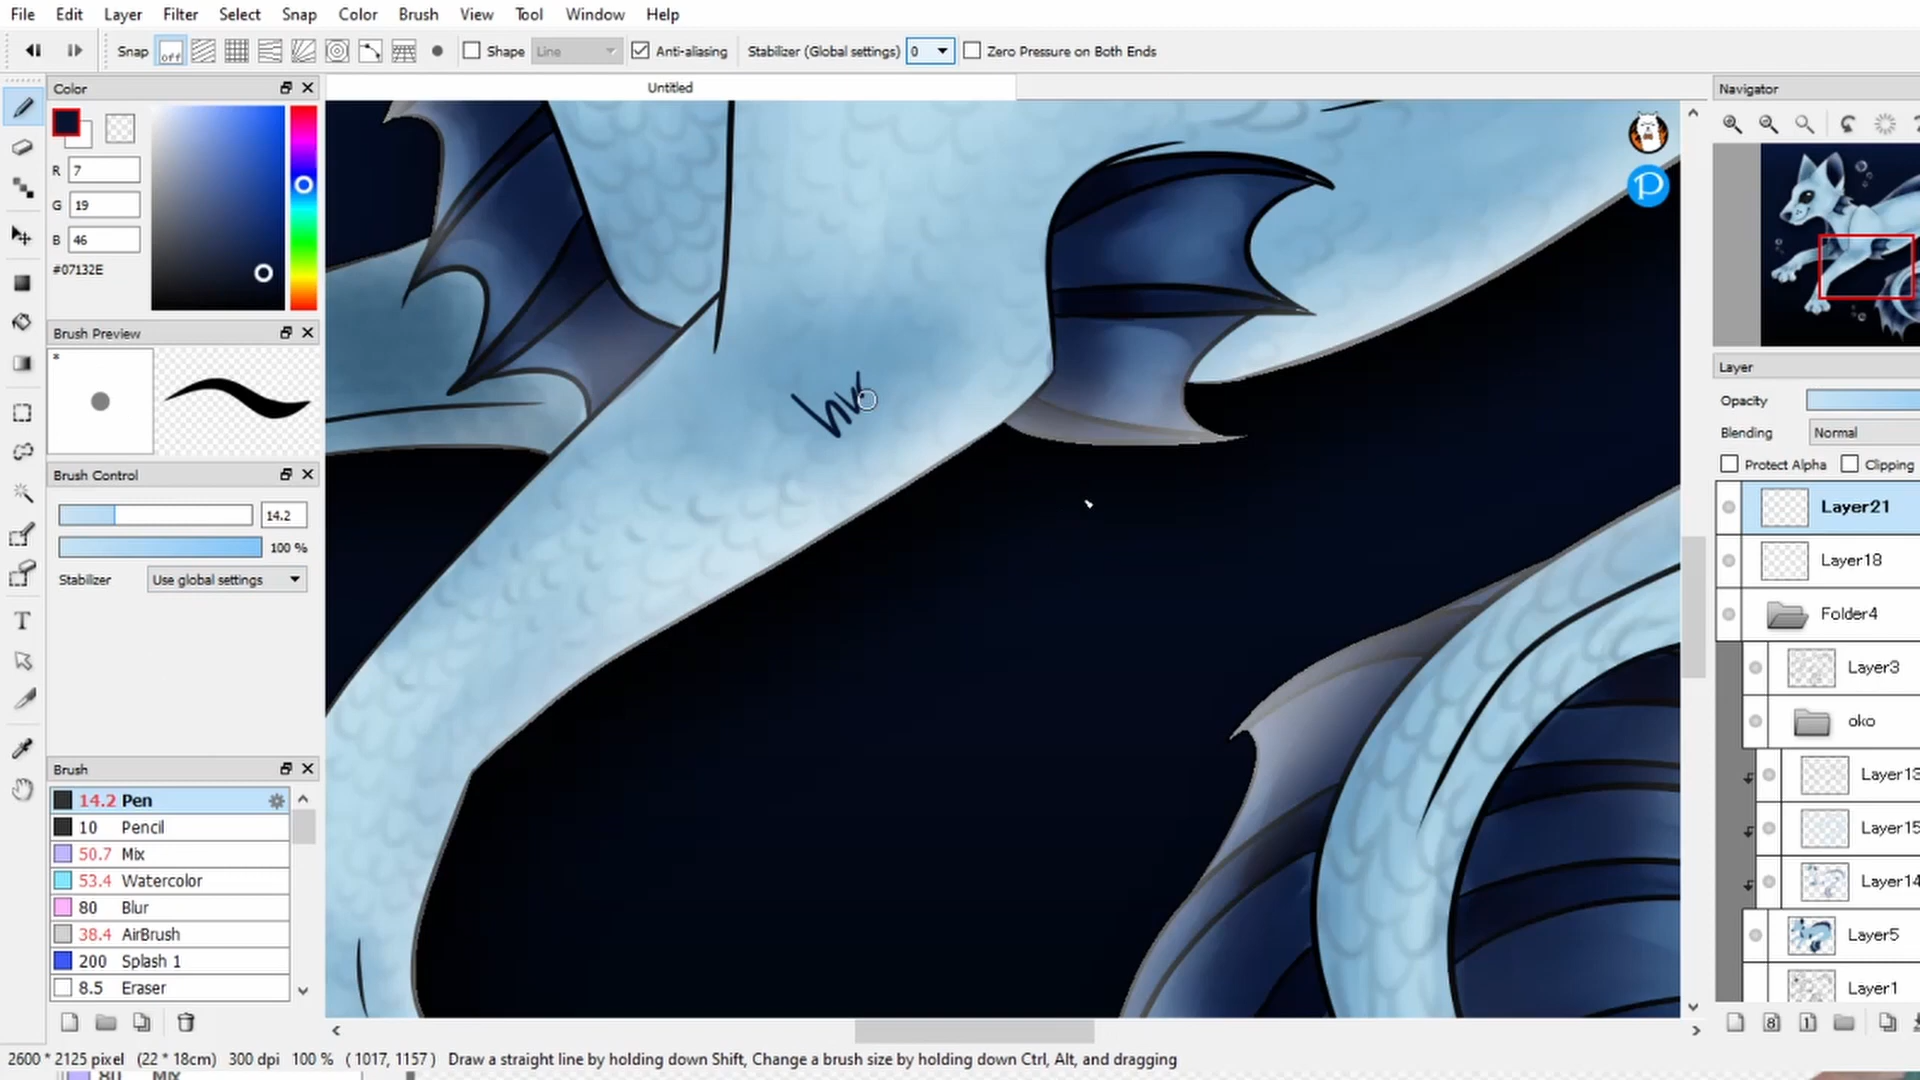 File Edit Layer Filter Select Snap Color Brush View Tool Window Help
Snap off Shape Line Anti-aliasing Stabilizer (Global settings) 0 Zero Pressure on Both Ends
Color
Untitled
Navigator
R 7
G 19
B 46
#07132E
Brush Preview
*
Brush Control
14.2
100 %
Stabilizer Use global settings
Brush
14.2 Pen
10 Pencil
50.7 Mix
53.4 Watercolor
80 Blur
38.4 AirBrush
200 Splash 1
8.5 Eraser
P
Layer
Opacity
Blending Normal
Protect Alpha Clipping
Layer21
Layer18
Folder4
Layer3
oko
Layer13
Layer15
Layer14
Layer5
Layer1
8 1
2600 * 2125 pixel (22 * 18cm) 300 dpi 100 % ( 1017, 1157 ) Draw a straight line by holding down Shift, Change a brush size by holding down Ctrl, Alt, and dragging
80 Mix